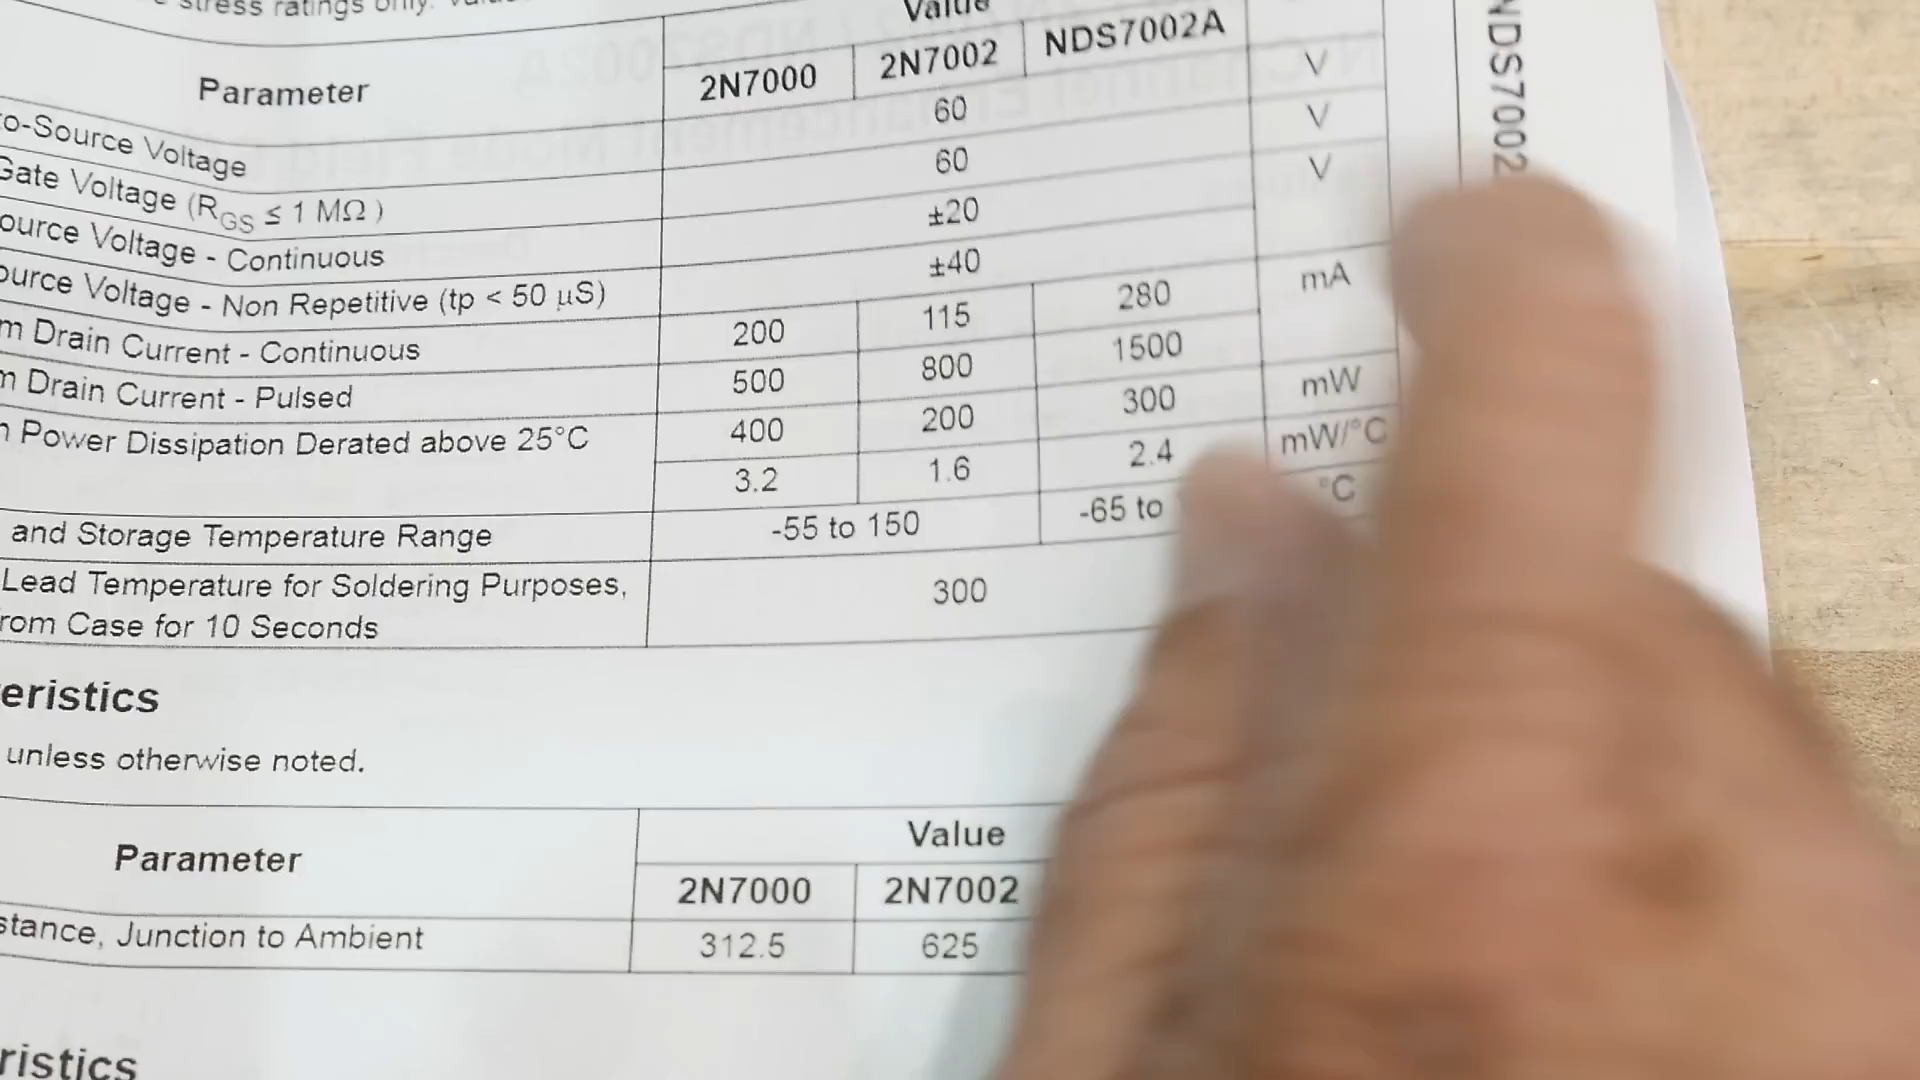 stress ratings only.
Value
Parameter 2N7000 2N7002 NDS7002A
to-Source Voltage 60 V
Gate Voltage (RGS ≤ 1 MΩ ) 60 V
ource Voltage - Continuous ±20 V
ource Voltage - Non Repetitive (tp < 50 μS) ±40
m Drain Current - Continuous 200 115 280 mA
m Drain Current - Pulsed 500 800 1500
Power Dissipation Derated above 25°C 400 200 300 mW
3.2 1.6 2.4 mW/°C
and Storage Temperature Range -55 to 150 -65 to °C
Lead Temperature for Soldering Purposes, 300
rom Case for 10 Seconds
eristics
unless otherwise noted.
Value
Parameter 2N7000 2N7002
stance, Junction to Ambient 312.5 625
ristics
NDS7002